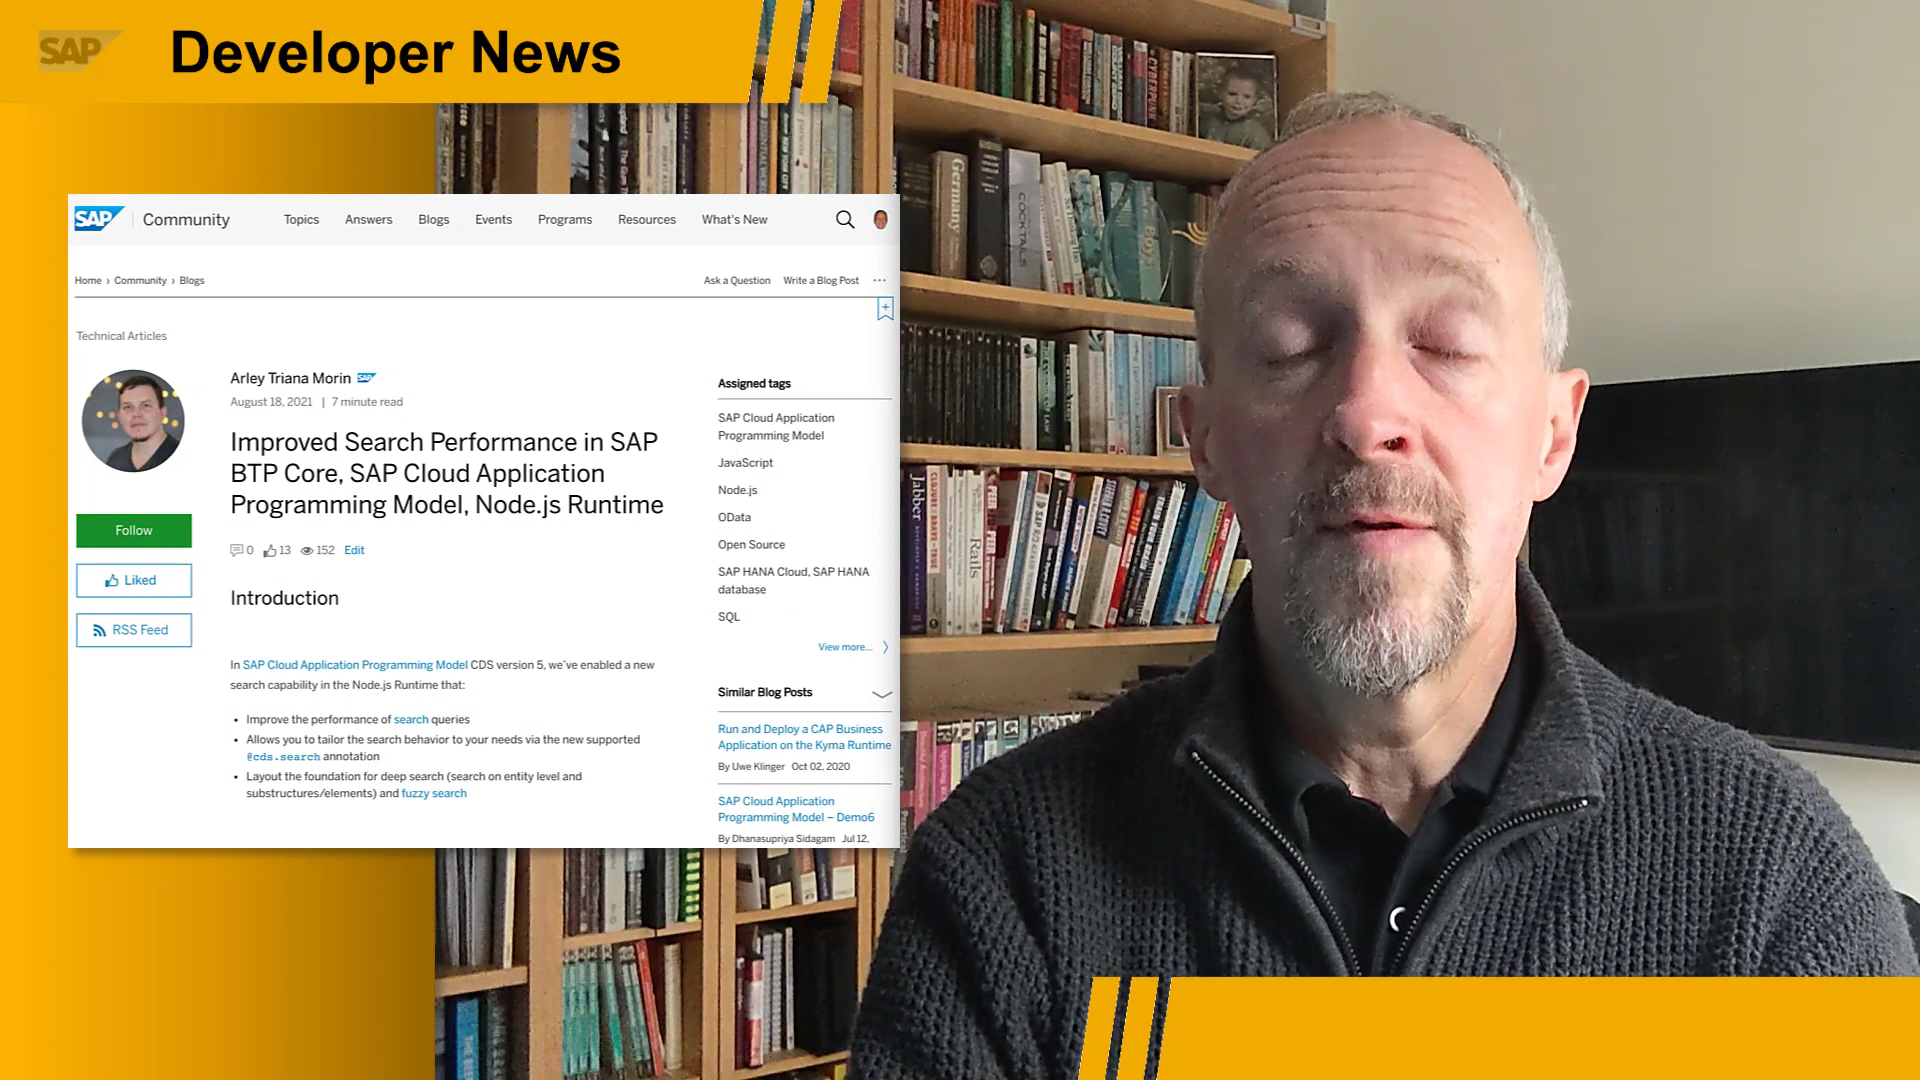 SAP Developer News
SAP Community Topics Answers Blogs Events Programs Resources What's New
Home › Community › Blogs Ask a Question Write a Blog Post ...
Technical Articles
Arley Triana Morin SAP
August 18, 2021 | 7 minute read
Improved Search Performance in SAP
BTP Core, SAP Cloud Application
Programming Model, Node.js Runtime
0 13 152 Edit
Follow
Liked
RSS Feed
Introduction
In SAP Cloud Application Programming Model CDS version 5, we've enabled a new
search capability in the Node.js Runtime that:
• Improve the performance of search queries
• Allows you to tailor the search behavior to your needs via the new supported
@cds.search annotation
• Layout the foundation for deep search (search on entity level and
substructures/elements) and fuzzy search
Assigned tags
SAP Cloud Application
Programming Model
JavaScript
Node.js
OData
Open Source
SAP HANA Cloud, SAP HANA
database
SQL
View more...
Similar Blog Posts
Run and Deploy a CAP Business
Application on the Kyma Runtime
By Uwe Klinger Oct 02, 2020
SAP Cloud Application
Programming Model – Demo6
By Dhanasupriya Sidagam Jul 12,
CYBERPUNK
Germany
COCKTAILS
Jabber
Rails